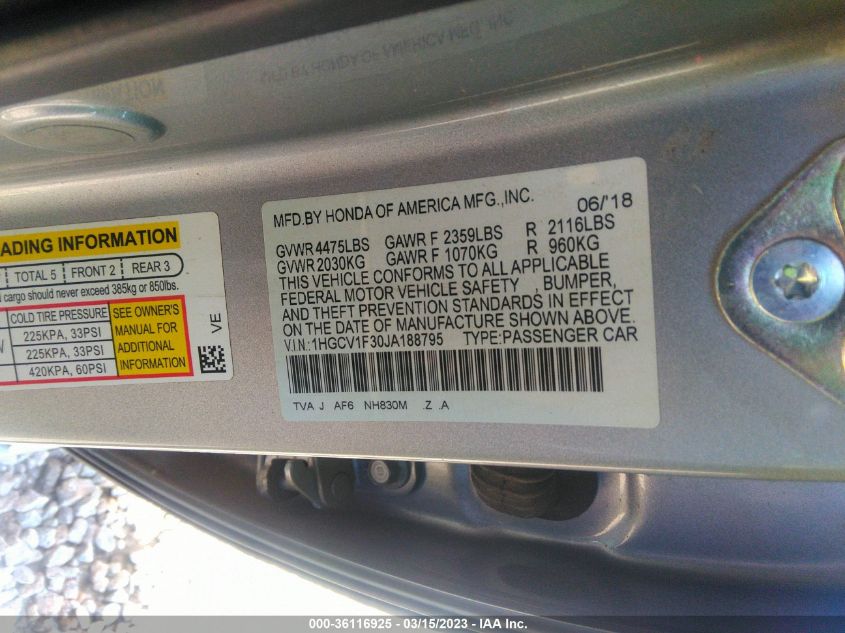 MFD.BY HONDA OF AMERICA MFG.,INC. 06/'18
GVWR 4475LBS GAWR F 2359LBS R 2116LBS
GVWR 2030KG GAWR F 1070KG R 960KG
THIS VEHICLE CONFORMS TO ALL APPLICABLE
FEDERAL MOTOR VEHICLE SAFETY , BUMPER,
AND THEFT PREVENTION STANDARDS IN EFFECT
ON THE DATE OF MANUFACTURE SHOWN ABOVE.
V.I.N.:1HGCV1F30JA188795 TYPE:PASSENGER CAR
TVA J AF6 NH830M .Z .A
ADING INFORMATION
TOTAL 5 FRONT 2 REAR 3
cargo should never exceed 385kg or 850lbs.
COLD TIRE PRESSURE
225KPA, 33PSI
225KPA, 33PSI
420KPA, 60PSI
SEE OWNER'S
MANUAL FOR
ADDITIONAL
INFORMATION
VE
000-36116925 - 03/15/2023 - IAA Inc.